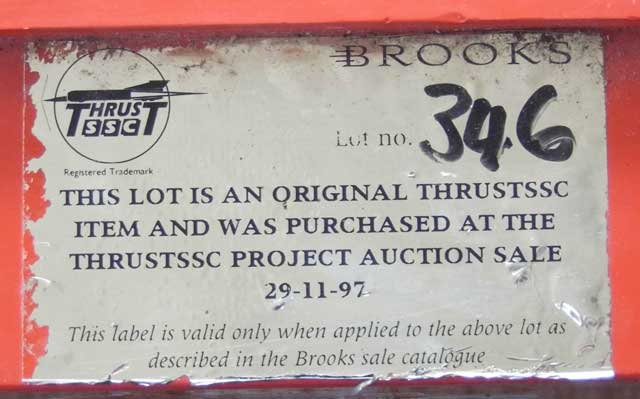 BROOKS
THRUST
SSC
Registered Trademark
Lot no. 346
THIS LOT IS AN ORIGINAL THRUSTSSC
ITEM AND WAS PURCHASED AT THE
THRUSTSSC PROJECT AUCTION SALE
29-11-97
This label is valid only when applied to the above lot as
described in the Brooks sale catalogue